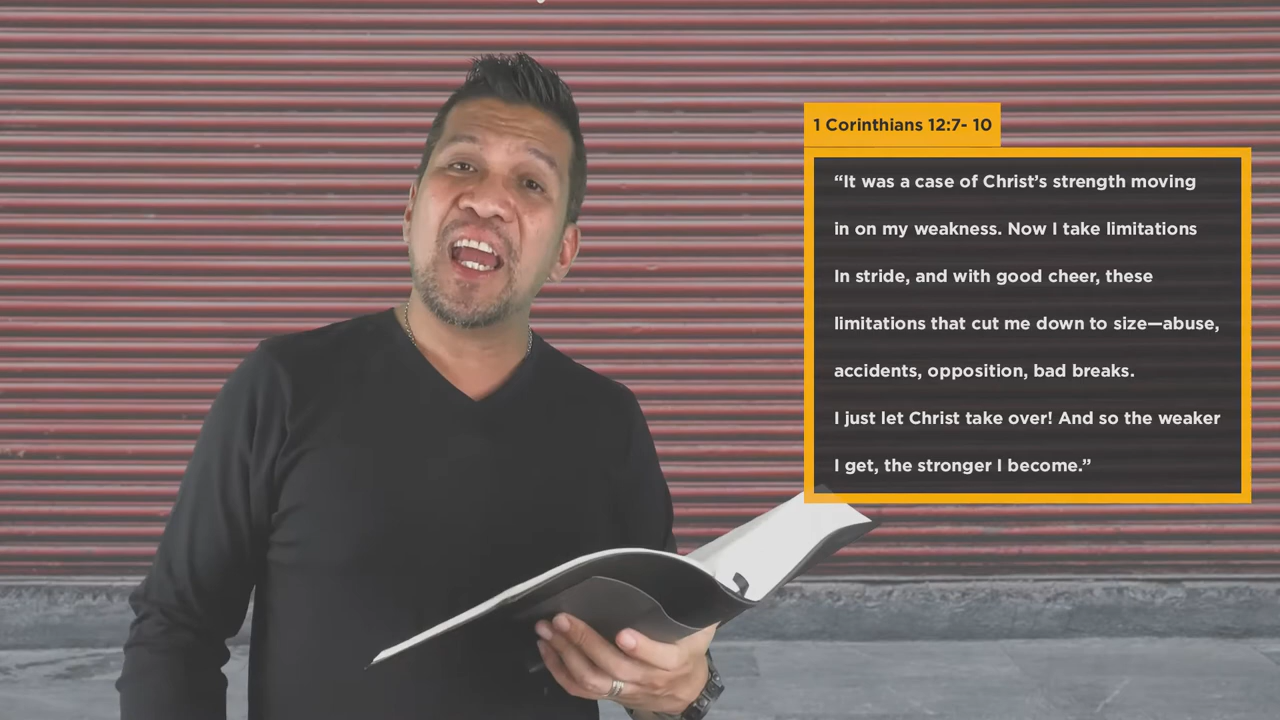 1 Corinthians 12:7- 10
“It was a case of Christ’s strength moving
in on my weakness. Now I take limitations
In stride, and with good cheer, these
limitations that cut me down to size—abuse,
accidents, opposition, bad breaks.
I just let Christ take over! And so the weaker
I get, the stronger I become.”